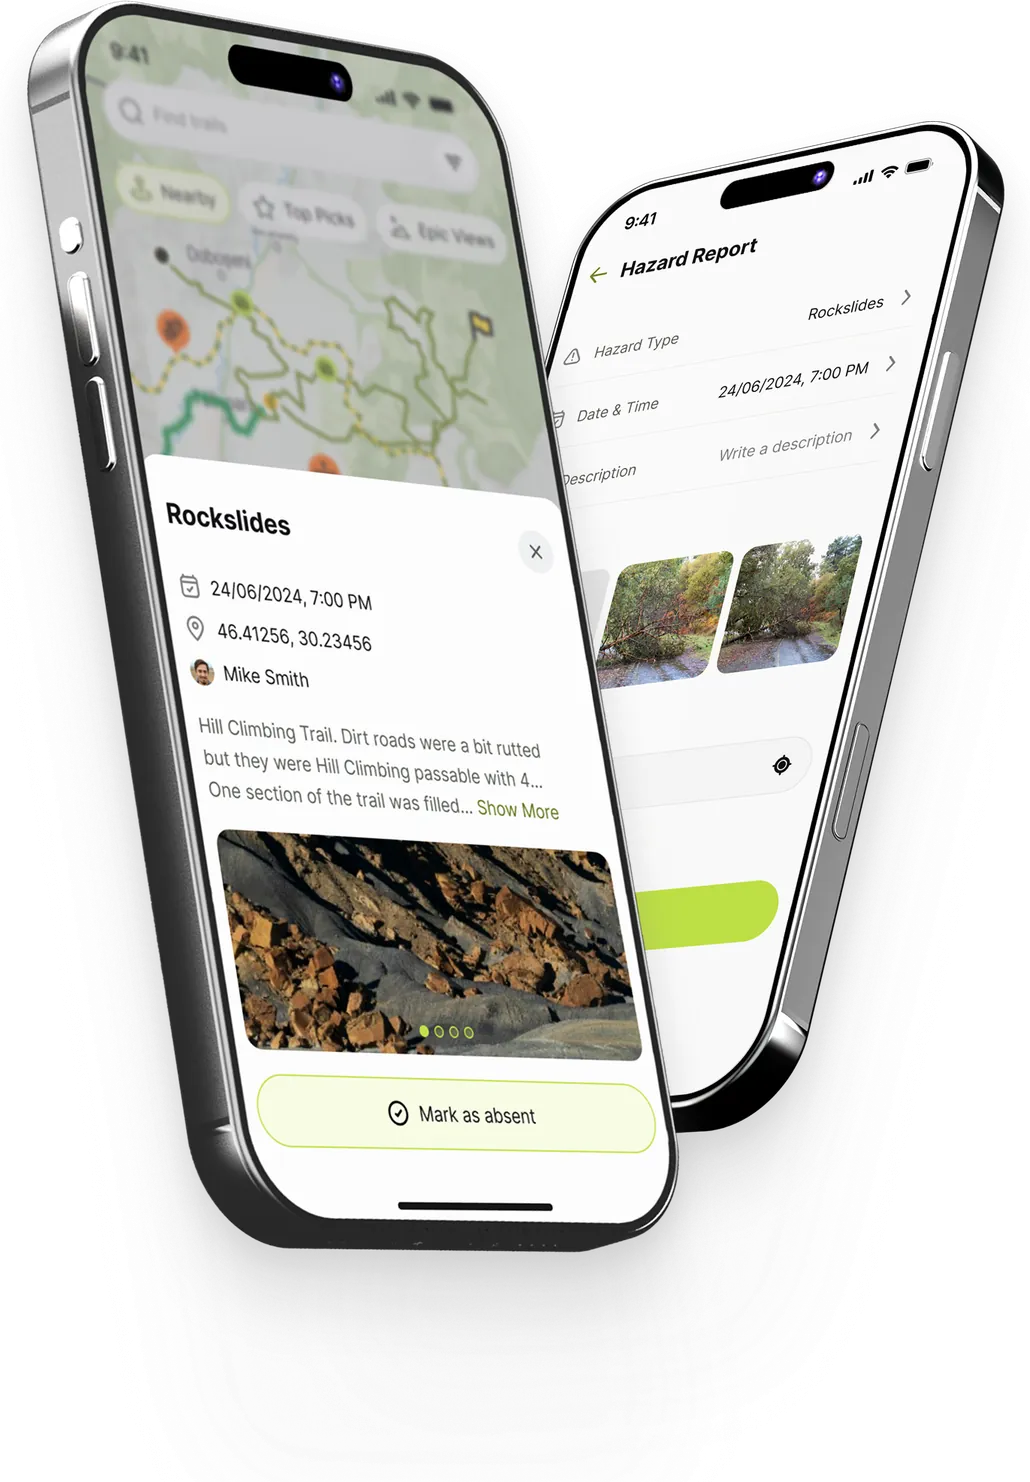 9:41
Find trails
Nearby
Top Picks
Epic Views
Rockslides
24/06/2024, 7:00 PM
46.41256, 30.23456
Mike Smith
Hill Climbing Trail. Dirt roads were a bit rutted
but they were Hill Climbing passable with 4...
One section of the trail was filled... Show More
Mark as absent
9:41
Hazard Report
Hazard Type
Rockslides
Date & Time
24/06/2024, 7:00 PM
Description
Write a description